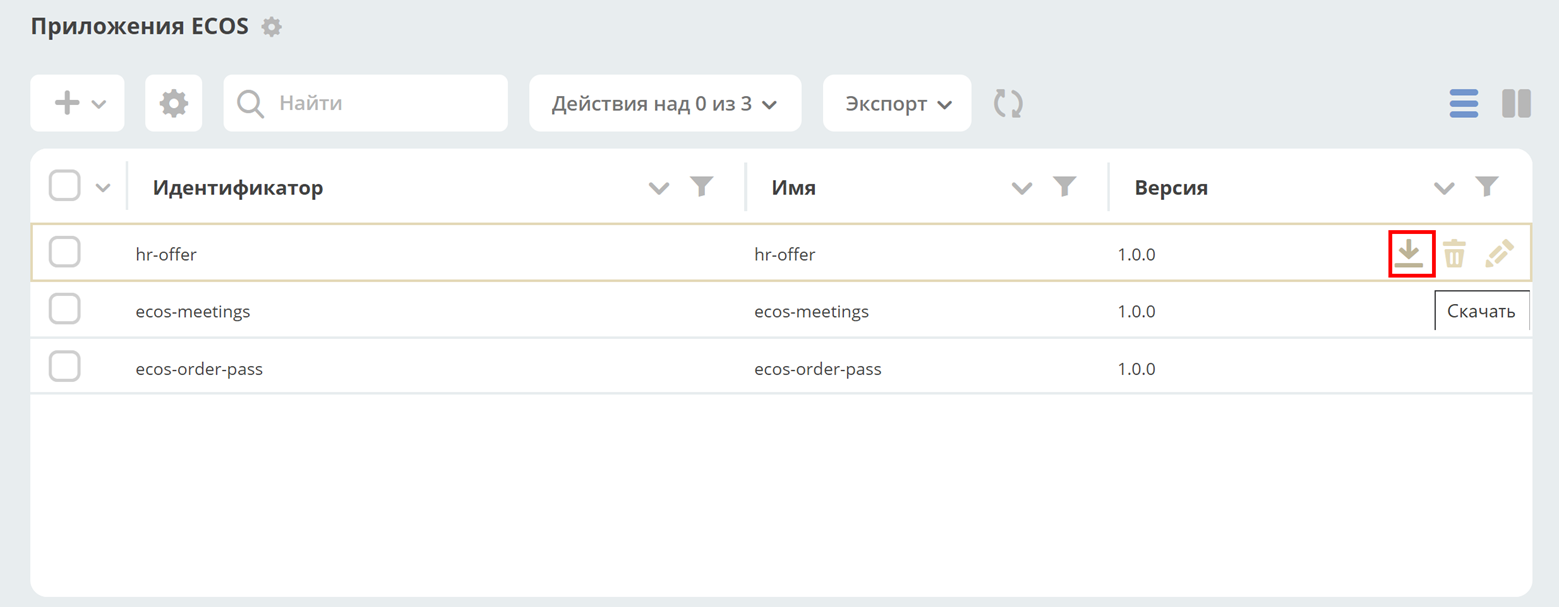 Приложения ECOS
Найти
Действия над 0 из 3
Экспорт
Идентификатор Имя Версия
hr-offer hr-offer 1.0.0
ecos-meetings ecos-meetings 1.0.0 Скачать
ecos-order-pass ecos-order-pass 1.0.0